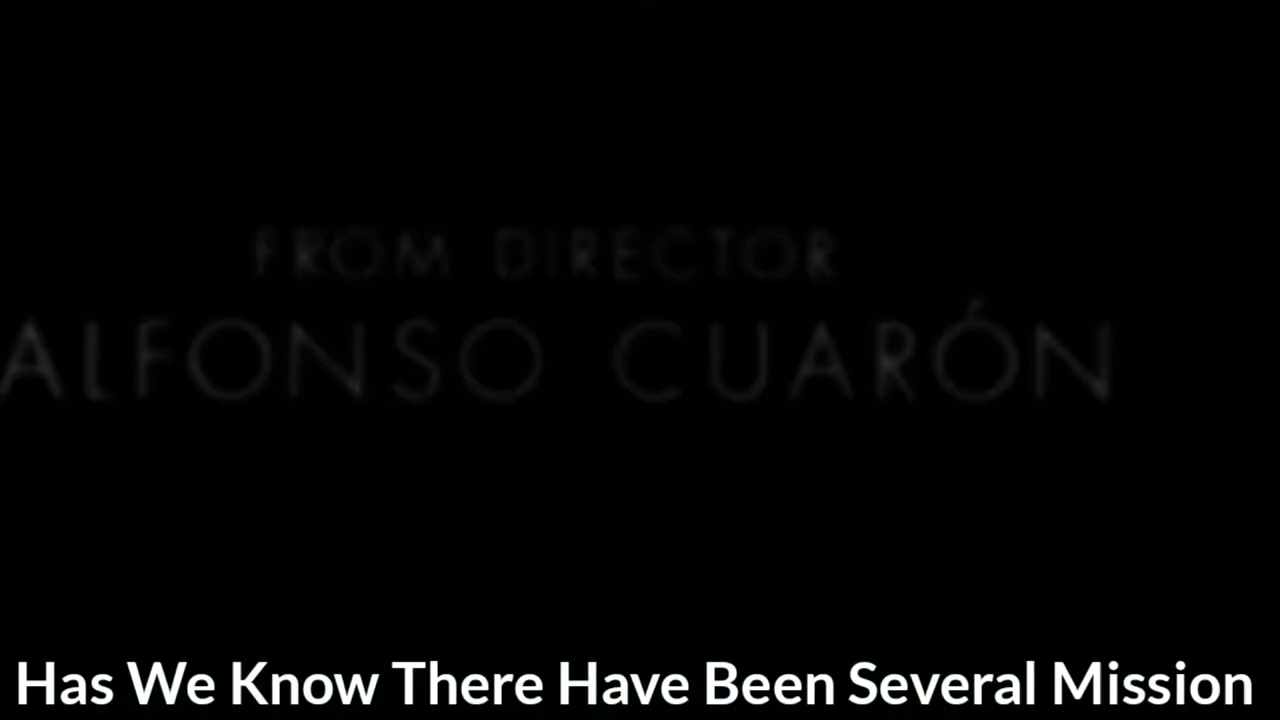 FROM DIRECTOR
ALFONSO CUARÓN
Has We Know There Have Been Several Mission